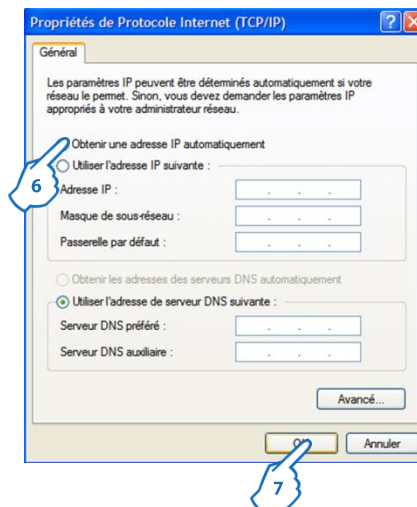 Propriétés de Protocole Internet (TCP/IP)
Général
Les paramètres IP peuvent être déterminés automatiquement si votre
réseau le permet. Sinon, vous devez demander les paramètres IP
appropriés à votre administrateur réseau.
Obtenir une adresse IP automatiquement
Utiliser l'adresse IP suivante :
6
Adresse IP :
Masque de sous-réseau :
Passerelle par défaut :
Obtenir les adresses des serveurs DNS automatiquement
Utiliser l'adresse de serveur DNS suivante :
Serveur DNS préféré :
Serveur DNS auxiliaire :
Avancé...
Annuler
7